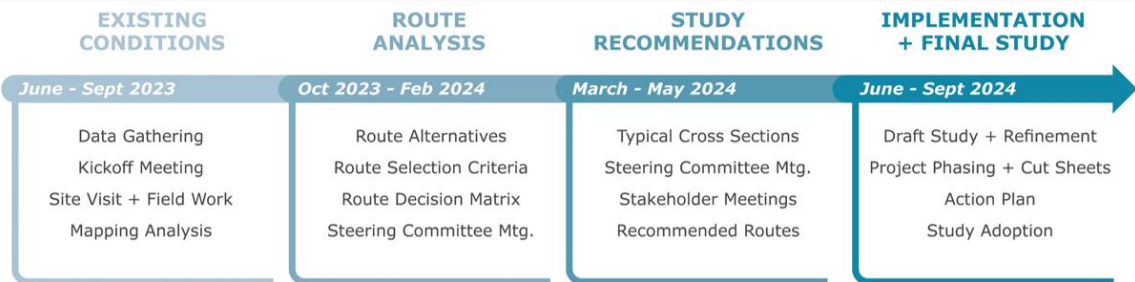 EXISTING
CONDITIONS
June - Sept 2023
Data Gathering
Kickoff Meeting
Site Visit + Field Work
Mapping Analysis
ROUTE
ANALYSIS
Oct 2023 - Feb 2024
Route Alternatives
Route Selection Criteria
Route Decision Matrix
Steering Committee Mtg.
STUDY
RECOMMENDATIONS
March - May 2024
Typical Cross Sections
Steering Committee Mtg.
Stakeholder Meetings
Recommended Routes
IMPLEMENTATION
+ FINAL STUDY
June - Sept 2024
Draft Study + Refinement
Project Phasing + Cut Sheets
Action Plan
Study Adoption